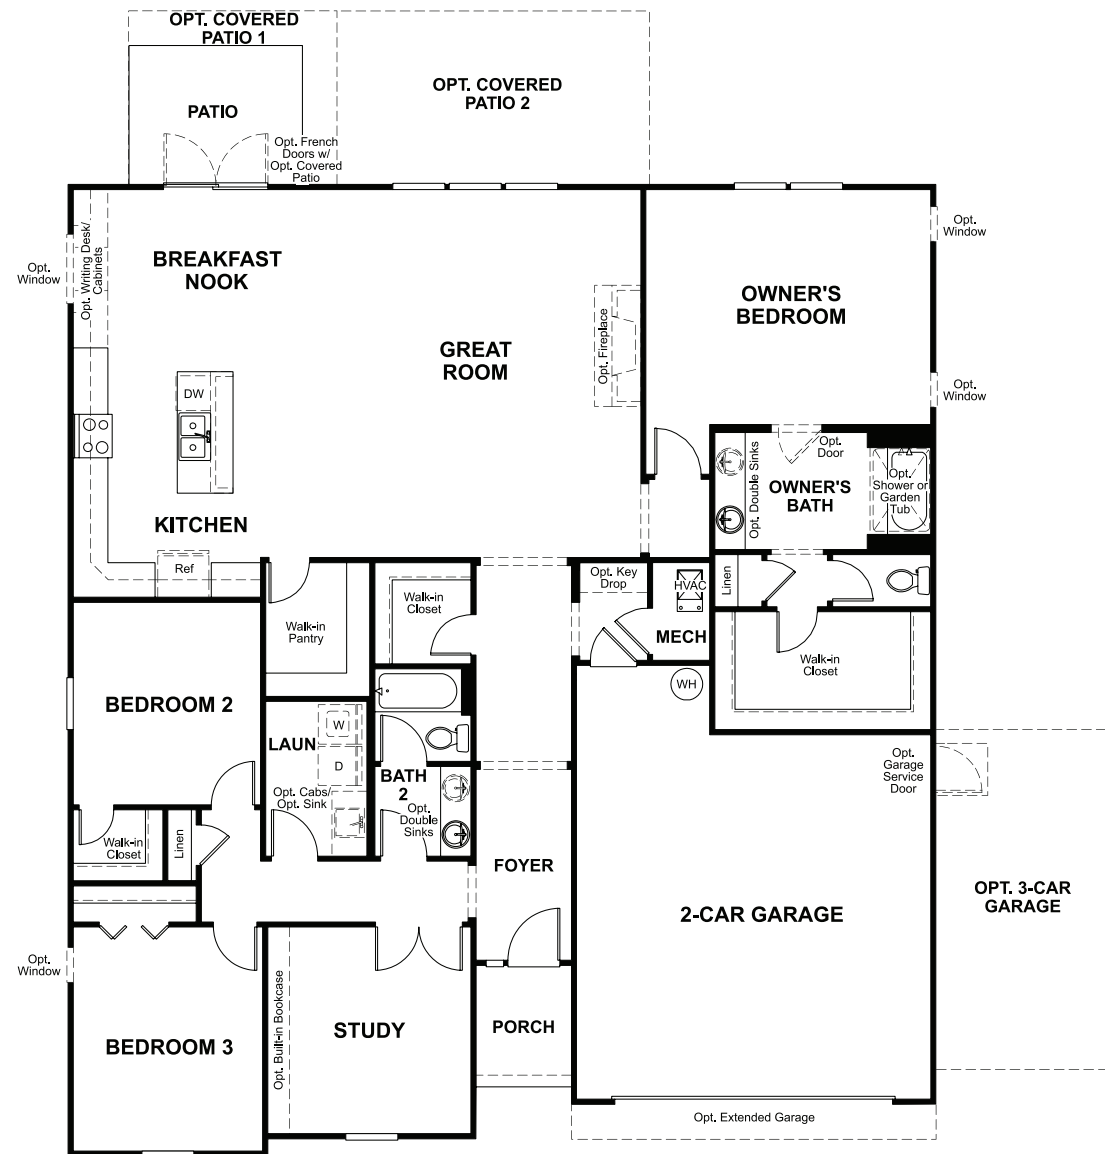 OPT. COVERED
PATIO 1
OPT. COVERED
PATIO 2
PATIO
Opt. French
Doors w/
Opt. Covered
Patio
Opt. Writing Desk/
Cabinets
Opt.
Window
BREAKFAST
NOOK
Opt.
Window
OWNER'S
BEDROOM
GREAT
ROOM
Opt. Fireplace
Opt.
Window
DW
KITCHEN
Ref
Opt. Double Sinks
Opt.
Door
OWNER'S
BATH
Opt.
Shower or
Garden
Tub
Opt. Key
Drop
HVAC
MECH
Linen
Walk-in
Closet
Walk-in
Pantry
Walk-in
Closet
WH
BEDROOM 2
LAUN
W
D
Opt. Cabs/
Opt. Sink
BATH
2
Opt.
Double
Sinks
Opt.
Garage
Service
Door
Walk-in
Closet
Linen
FOYER
2-CAR GARAGE
OPT. 3-CAR
GARAGE
Opt.
Window
BEDROOM 3
Opt. Built-in Bookcase
STUDY
PORCH
Opt. Extended Garage